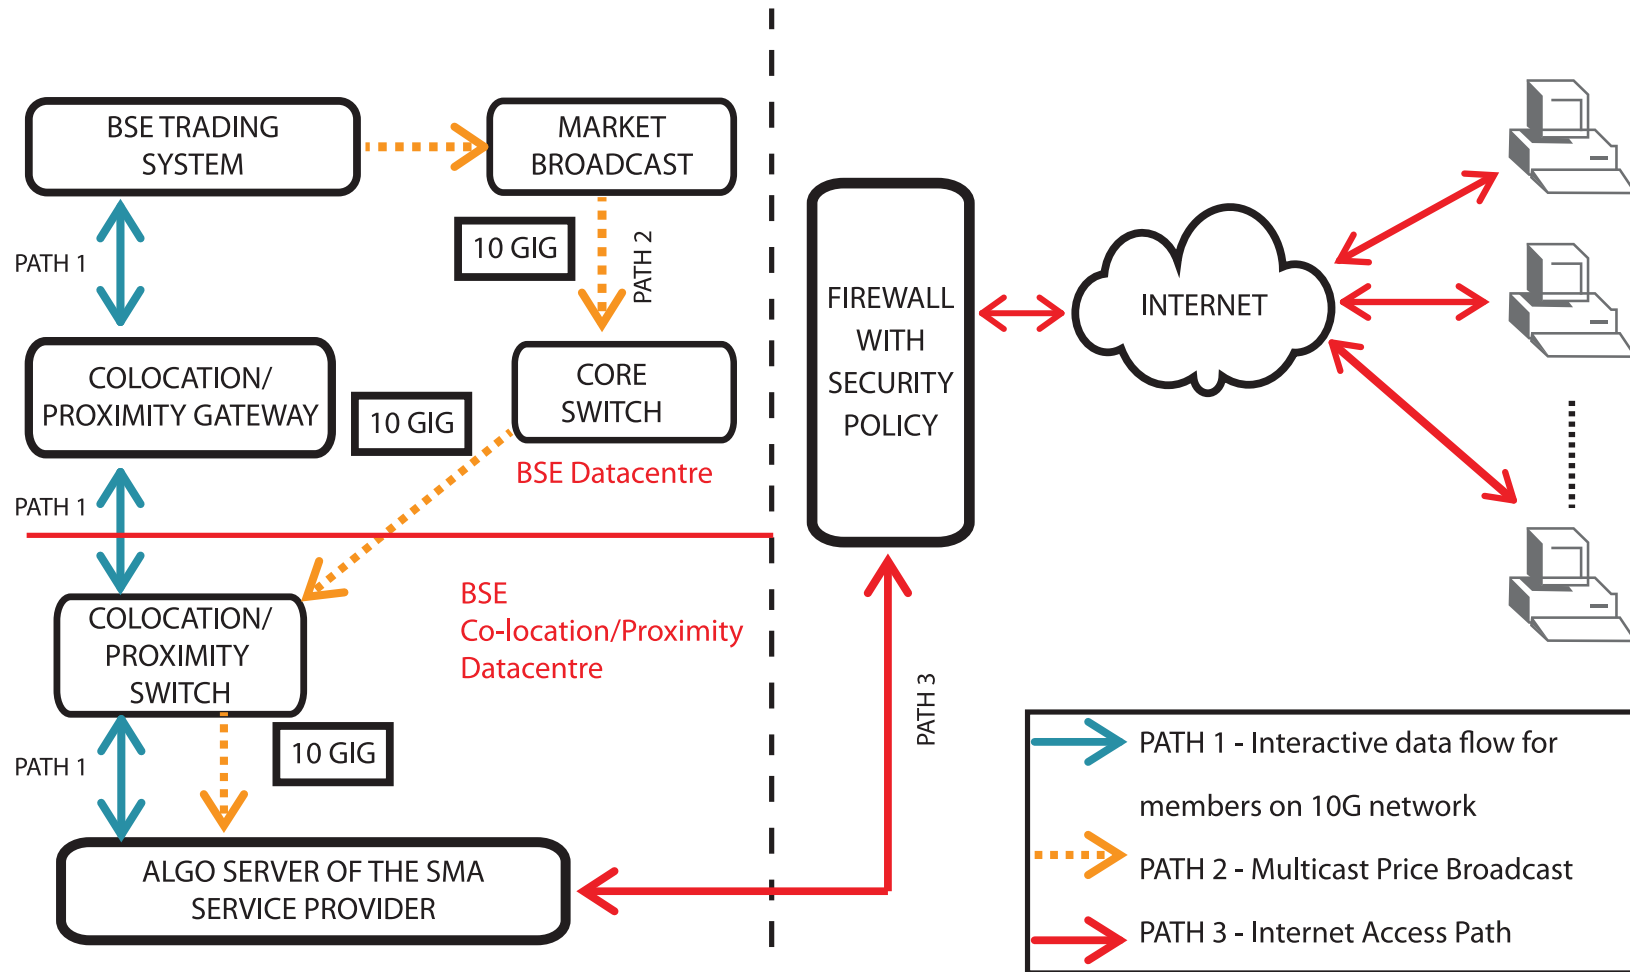 BSE TRADING
SYSTEM
MARKET
BROADCAST
10 GIG
PATH 2
PATH 1
COLOCATION/
PROXIMITY GATEWAY
10 GIG
CORE
SWITCH
BSE Datacentre
PATH 1
BSE
Co-location/Proximity
Datacentre
COLOCATION/
PROXIMITY
SWITCH
10 GIG
PATH 1
ALGO SERVER OF THE SMA
SERVICE PROVIDER
FIREWALL
WITH
SECURITY
POLICY
INTERNET
PATH 3
PATH 1 - Interactive data flow for
members on 10G network
PATH 2 - Multicast Price Broadcast
PATH 3 - Internet Access Path